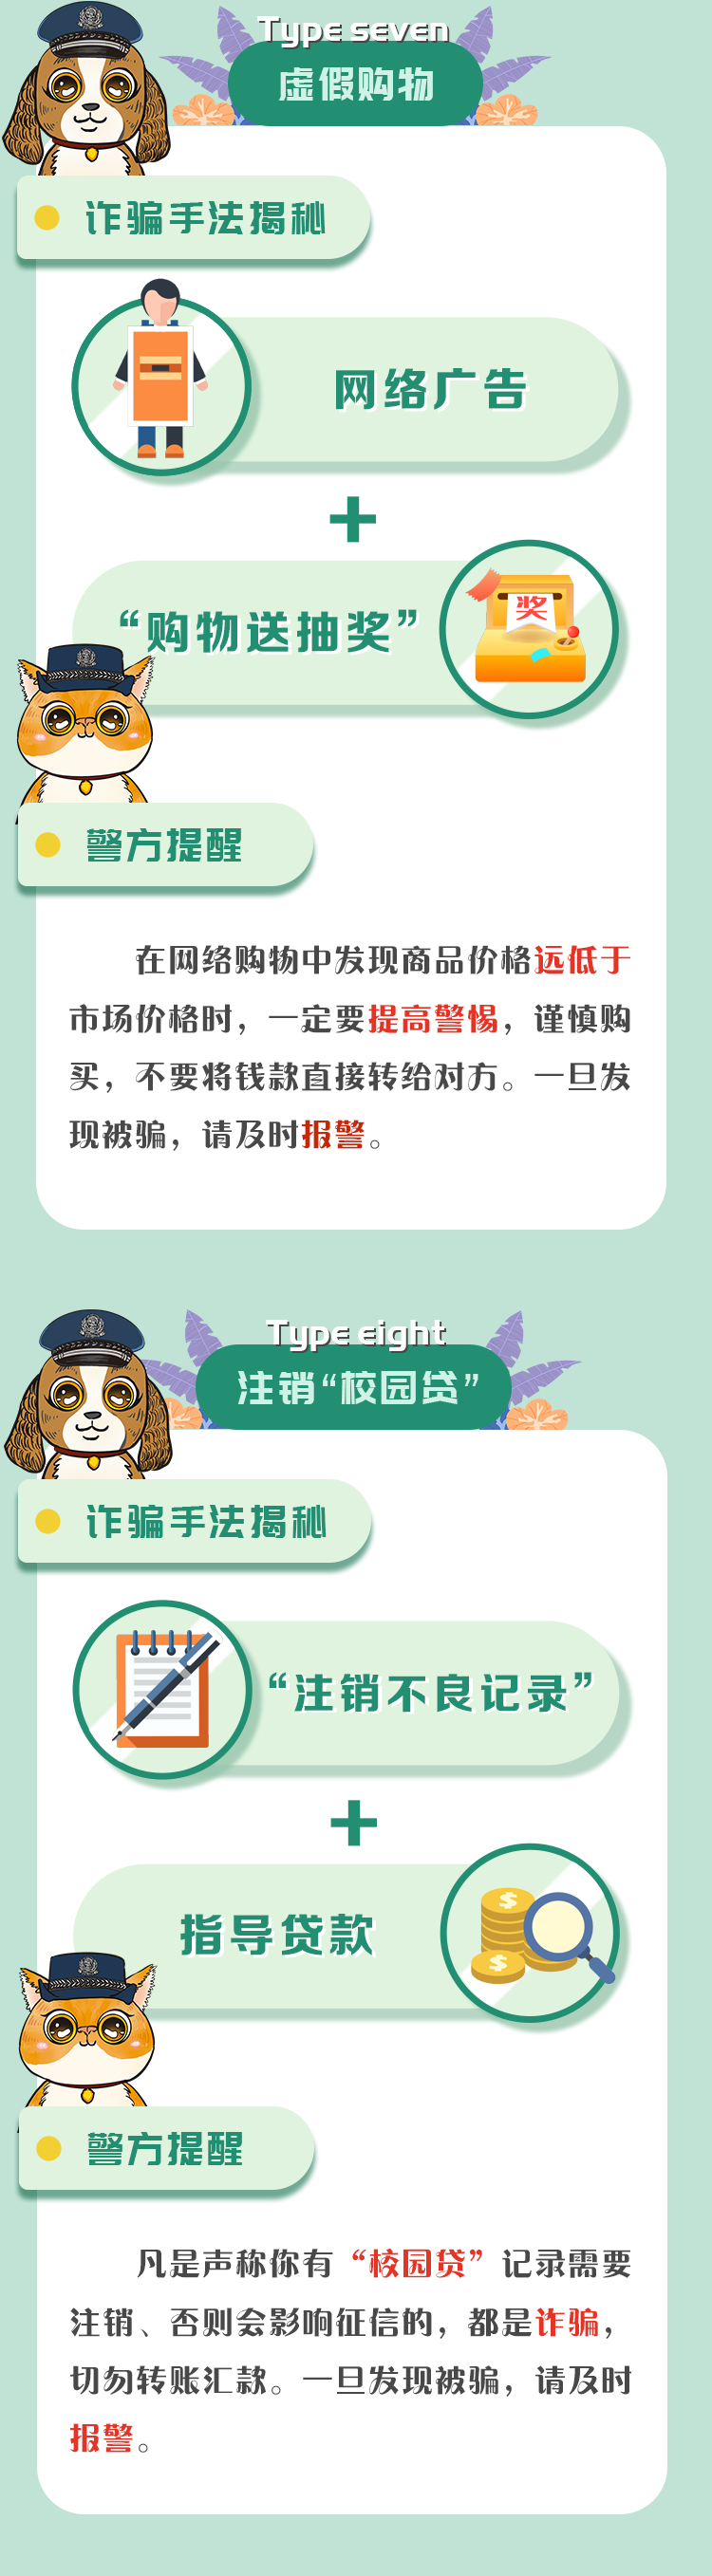 Type seven
虚假购物
诈骗手法揭秘
网络广告
+
“购物送抽奖”
奖
警方提醒
在网络购物中发现商品价格远低于
市场价格时，一定要提高警惕，谨慎购
买，不要将钱款直接转给对方。一旦发
现被骗，请及时报警。
Type eight
注销“校园贷”
诈骗手法揭秘
“注销不良记录”
+
指导贷款
警方提醒
凡是声称你有“校园贷”记录需要
注销、否则会影响征信的，都是诈骗，
切勿转账汇款。一旦发现被骗，请及时
报警。